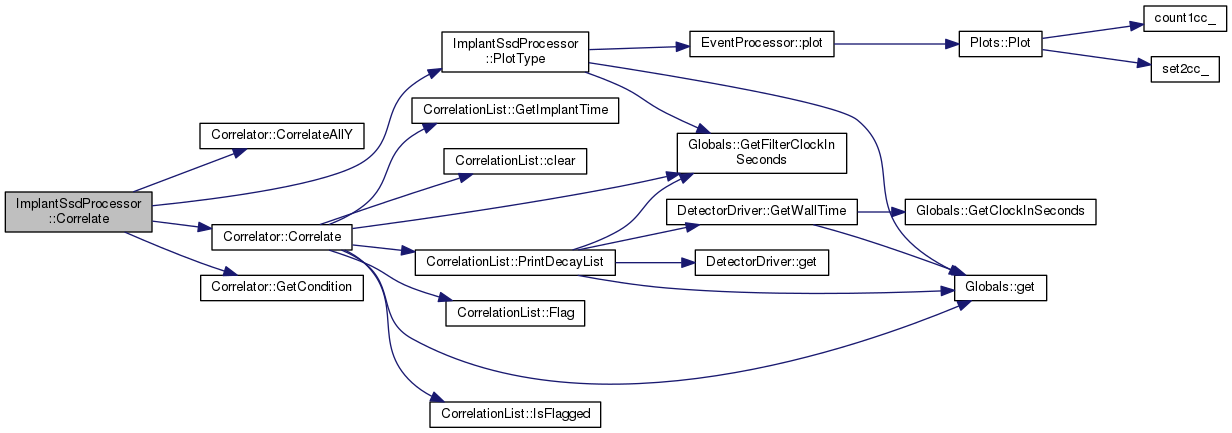 ImplantSsdProcessor
::Correlate
Correlator::CorrelateAllY
Correlator::Correlate
Correlator::GetCondition
ImplantSsdProcessor
::PlotType
CorrelationList::GetImplantTime
CorrelationList::clear
CorrelationList::PrintDecayList
CorrelationList::Flag
CorrelationList::IsFlagged
EventProcessor::plot
Globals::GetFilterClockIn
Seconds
DetectorDriver::GetWallTime
DetectorDriver::get
Plots::Plot
Globals::GetClockInSeconds
Globals::get
count1cc_
set2cc_